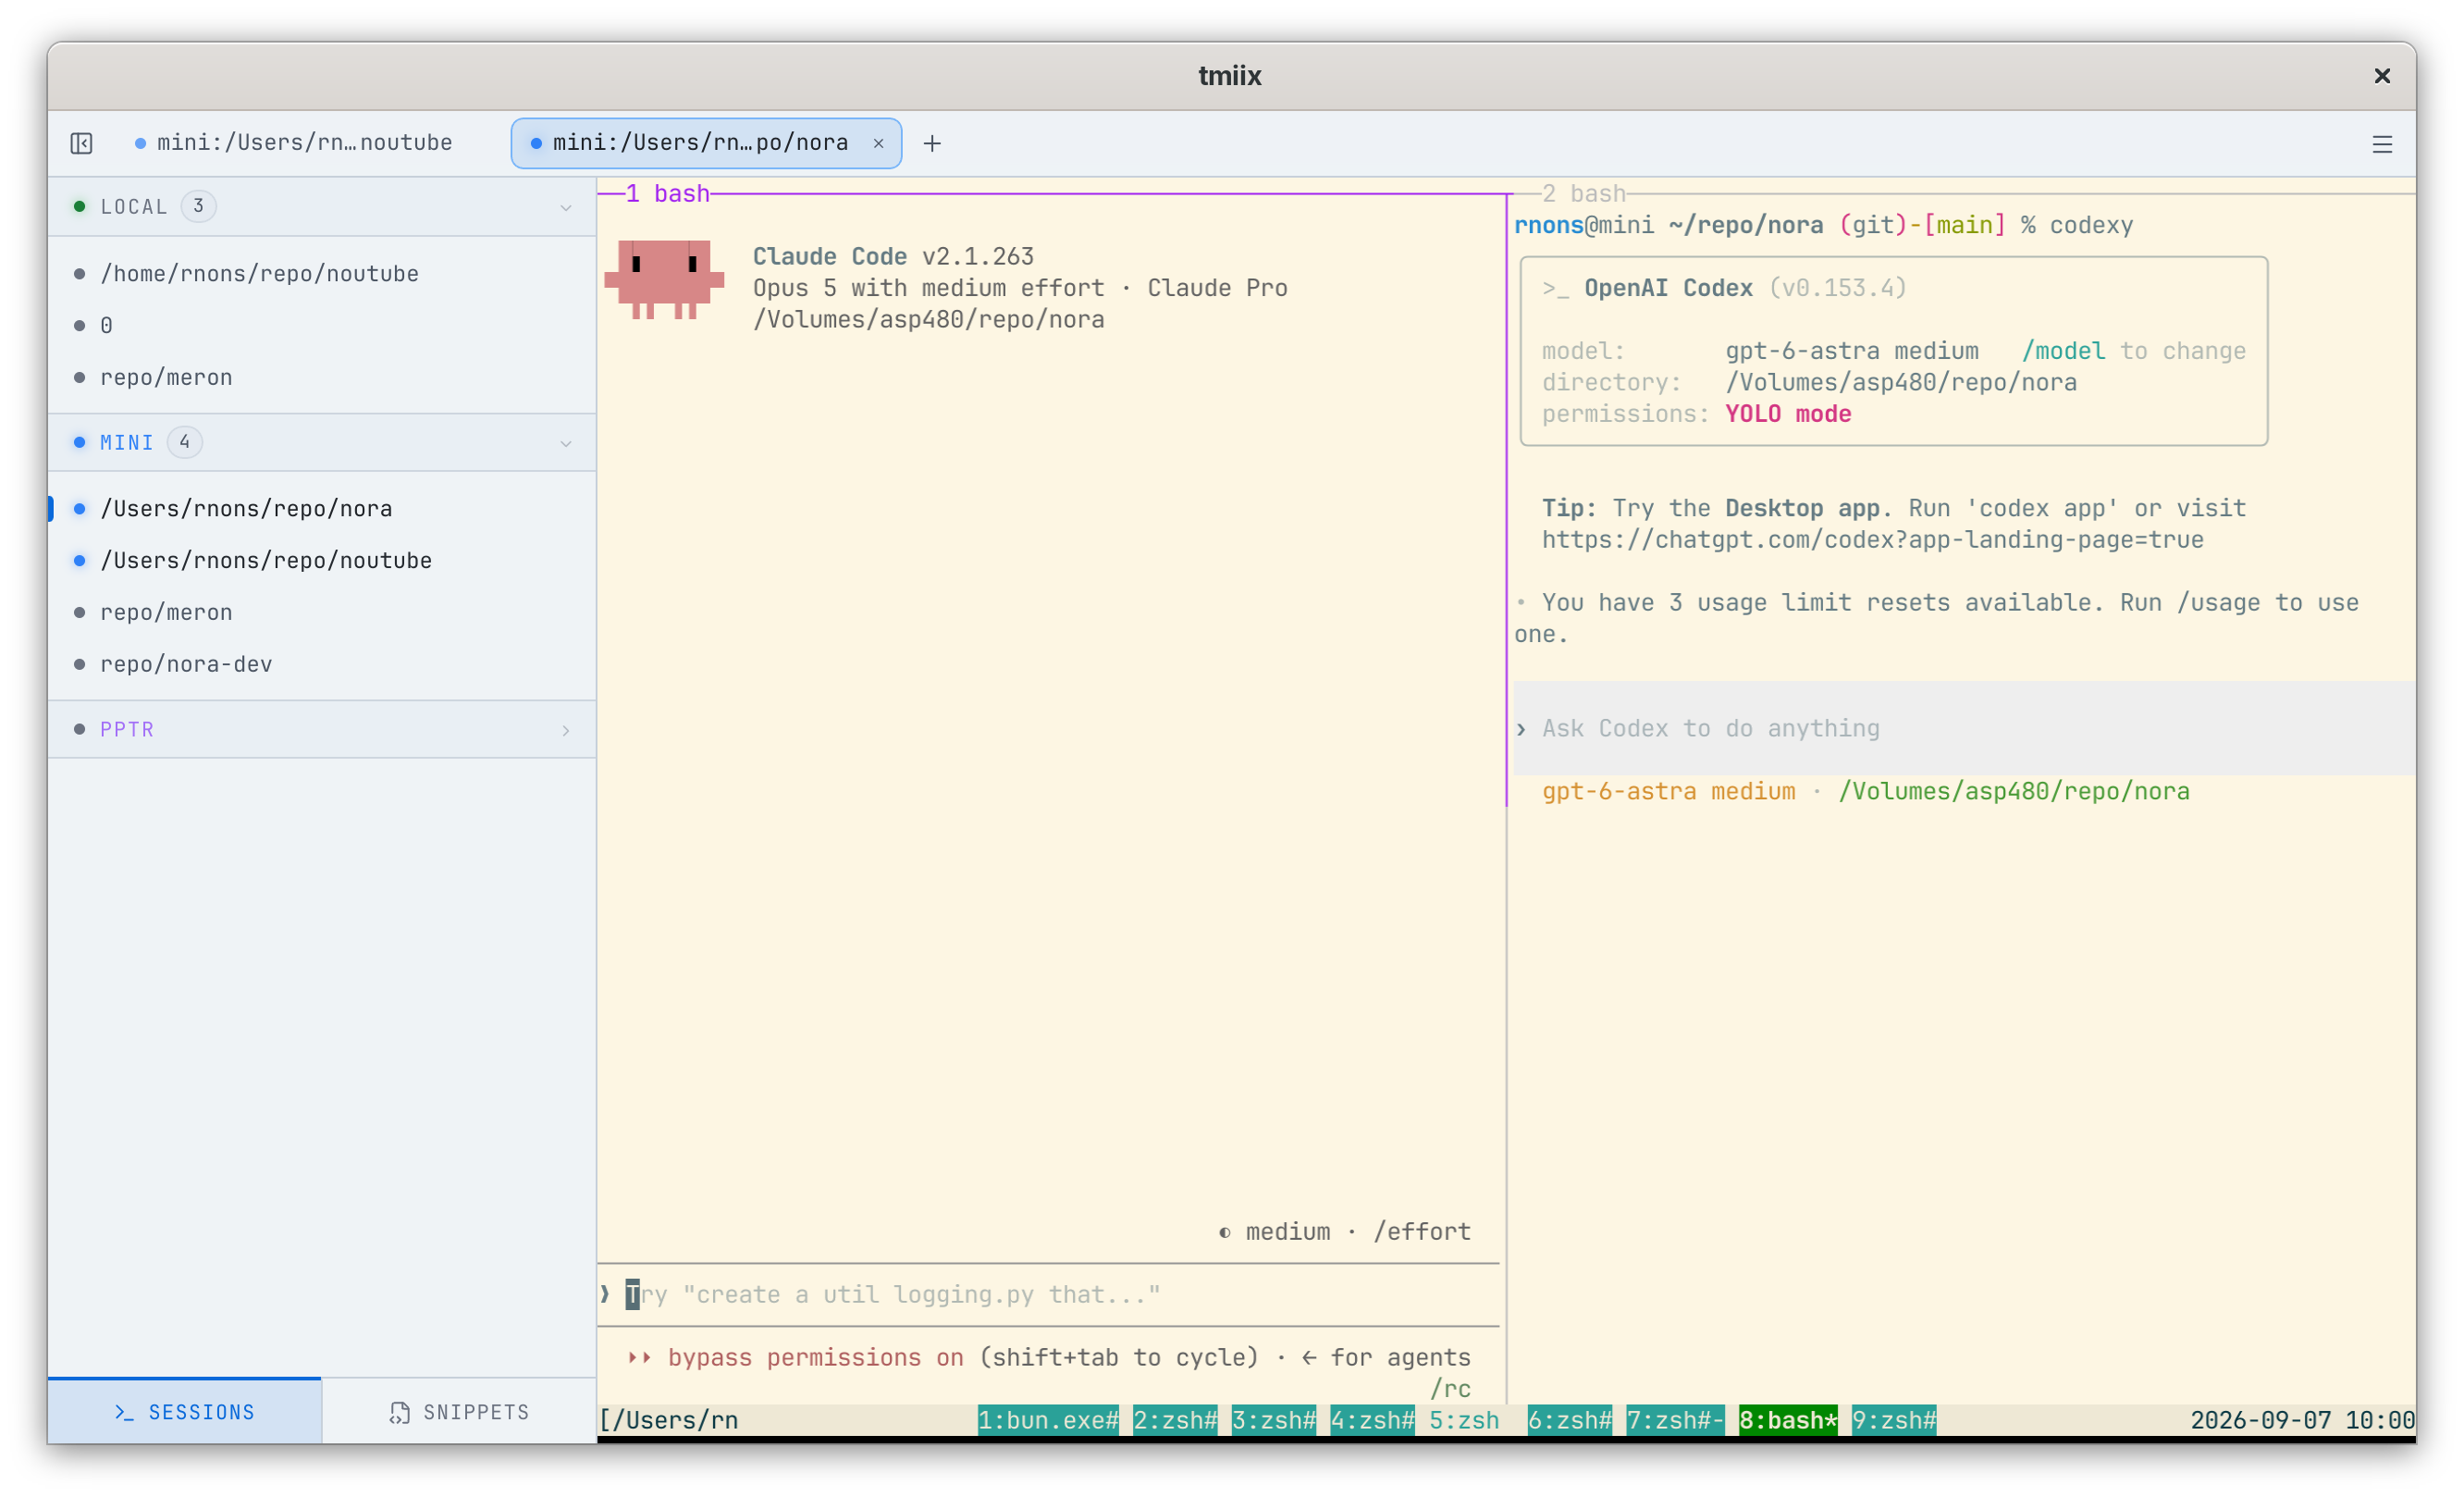 tmiix
mini:/Users/rn…noutube
mini:/Users/rn…po/nora × +
LOCAL 3
/home/rnons/repo/noutube
0
repo/meron
MINI 4
/Users/rnons/repo/nora
/Users/rnons/repo/noutube
repo/meron
repo/nora-dev
PPTR
SESSIONS
SNIPPETS
1 bash
Claude Code v2.1.263
Opus 5 with medium effort · Claude Pro
/Volumes/asp480/repo/nora
◐ medium · /effort
❯ Try "create a util logging.py that..."
⏵⏵ bypass permissions on (shift+tab to cycle) · ← for agents
/rc
2 bash
rnons@mini ~/repo/nora (git)-[main] % codexy
>_ OpenAI Codex (v0.153.4)
model: gpt-6-astra medium /model to change
directory: /Volumes/asp480/repo/nora
permissions: YOLO mode
Tip: Try the Desktop app. Run 'codex app' or visit
https://chatgpt.com/codex?app-landing-page=true
• You have 3 usage limit resets available. Run /usage to use
one.
› Ask Codex to do anything
gpt-6-astra medium · /Volumes/asp480/repo/nora
[/Users/rn 1:bun.exe# 2:zsh# 3:zsh# 4:zsh# 5:zsh 6:zsh# 7:zsh#- 8:bash* 9:zsh# 2026-09-07 10:00